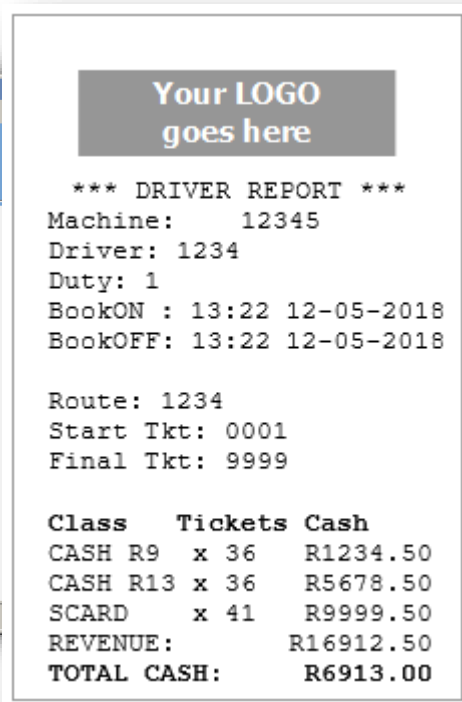 Your LOGO
goes here
*** DRIVER REPORT ***
Machine: 12345
Driver: 1234
Duty: 1
BookON : 13:22 12-05-2018
BookOFF: 13:22 12-05-2018
Route: 1234
Start Tkt: 0001
Final Tkt: 9999
Class Tickets Cash
CASH R9 x 36 R1234.50
CASH R13 x 36 R5678.50
SCARD x 41 R9999.50
REVENUE: R16912.50
TOTAL CASH: R6913.00